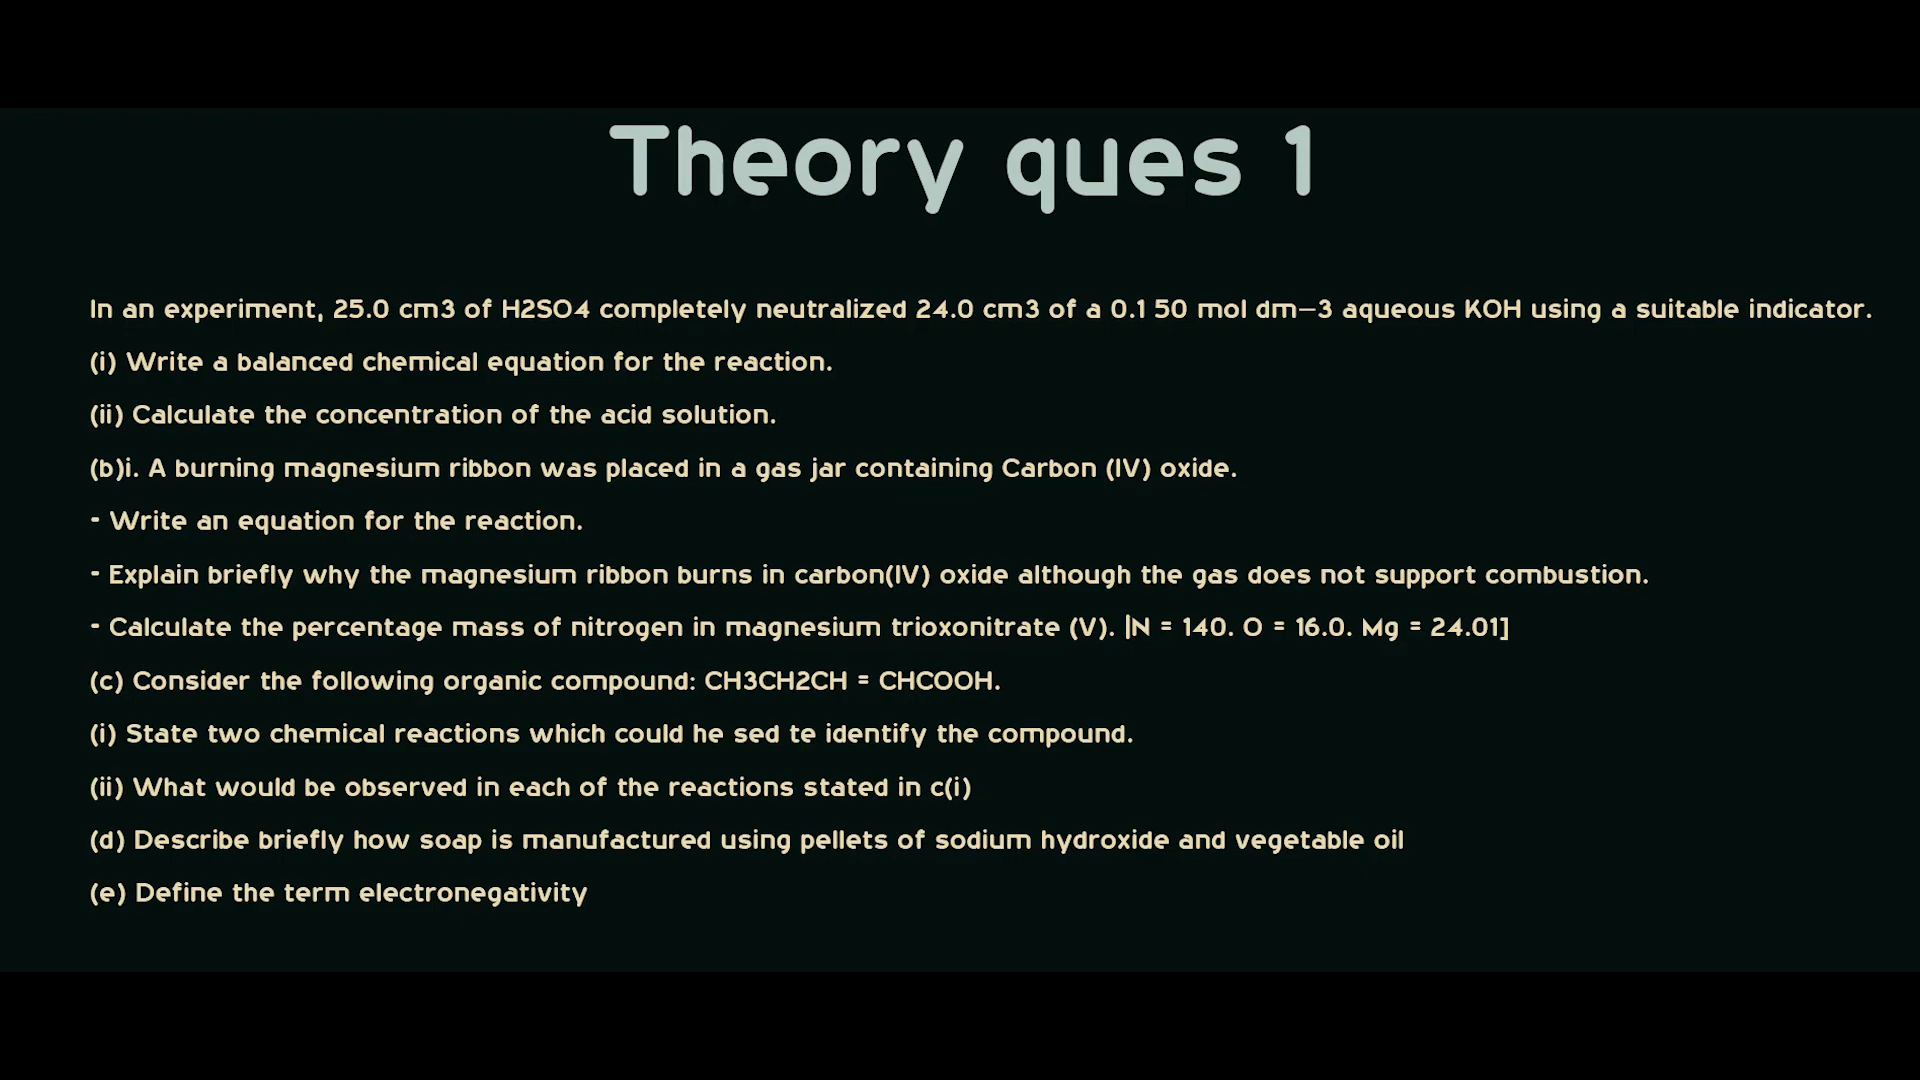 Theory ques 1
In an experiment, 25.0 cm3 of H2SO4 completely neutralized 24.0 cm3 of a 0.1 50 mol dm–3 aqueous KOH using a suitable indicator.
(i) Write a balanced chemical equation for the reaction.
(ii) Calculate the concentration of the acid solution.
(b)i. A burning magnesium ribbon was placed in a gas jar containing Carbon (IV) oxide.
- Write an equation for the reaction.
- Explain briefly why the magnesium ribbon burns in carbon(IV) oxide although the gas does not support combustion.
- Calculate the percentage mass of nitrogen in magnesium trioxonitrate (V). |N = 140. O = 16.0. Mg = 24.01]
(c) Consider the following organic compound: CH3CH2CH = CHCOOH.
(i) State two chemical reactions which could he sed te identify the compound.
(ii) What would be observed in each of the reactions stated in c(i)
(d) Describe briefly how soap is manufactured using pellets of sodium hydroxide and vegetable oil
(e) Define the term electronegativity